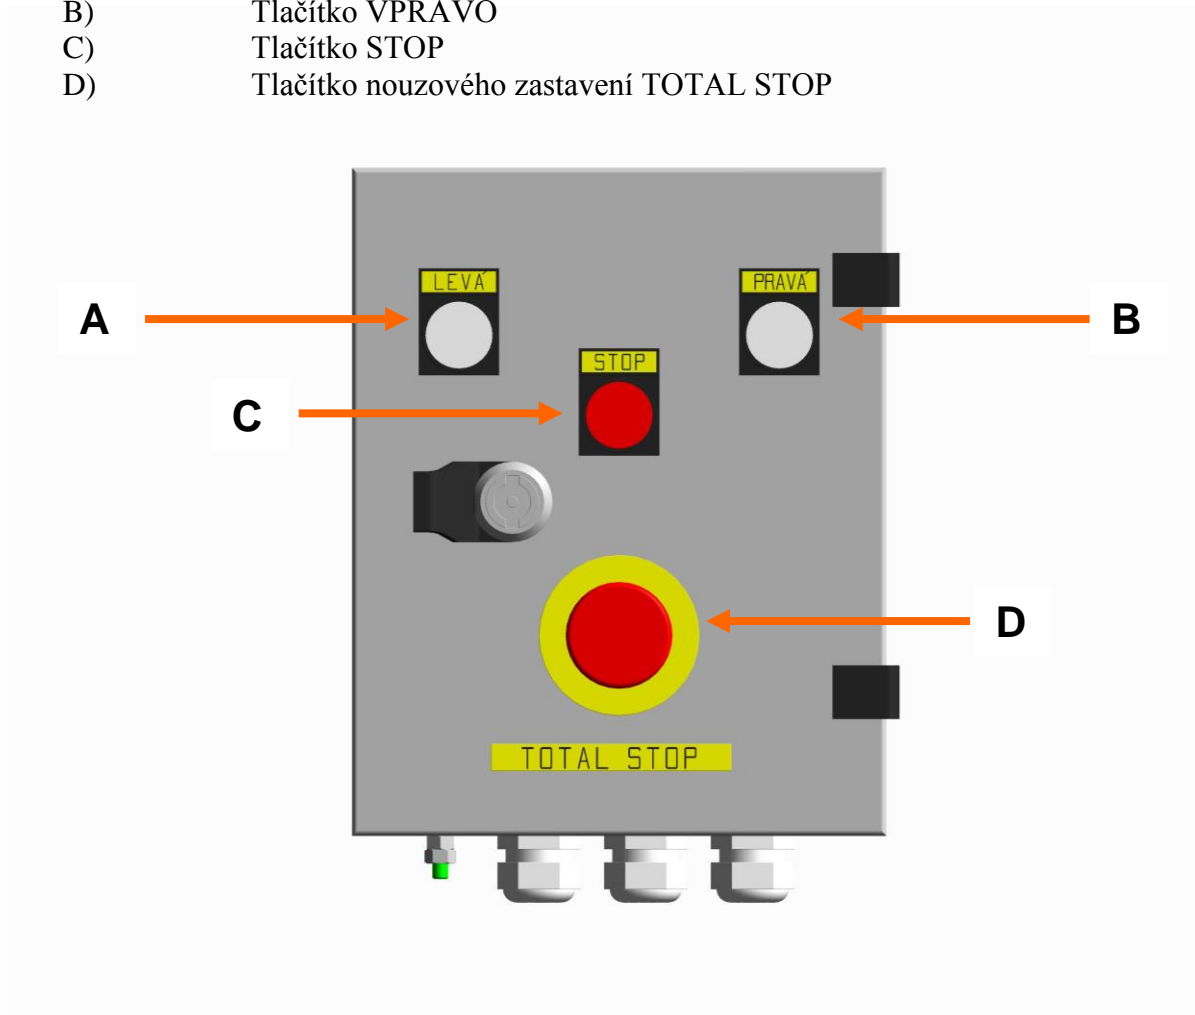 B) Tlačítko VPRAVO
C) Tlačítko STOP
D) Tlačítko nouzového zastavení TOTAL STOP
LEVÁ
PRAVÁ
A
B
STOP
C
D
TOTAL STOP